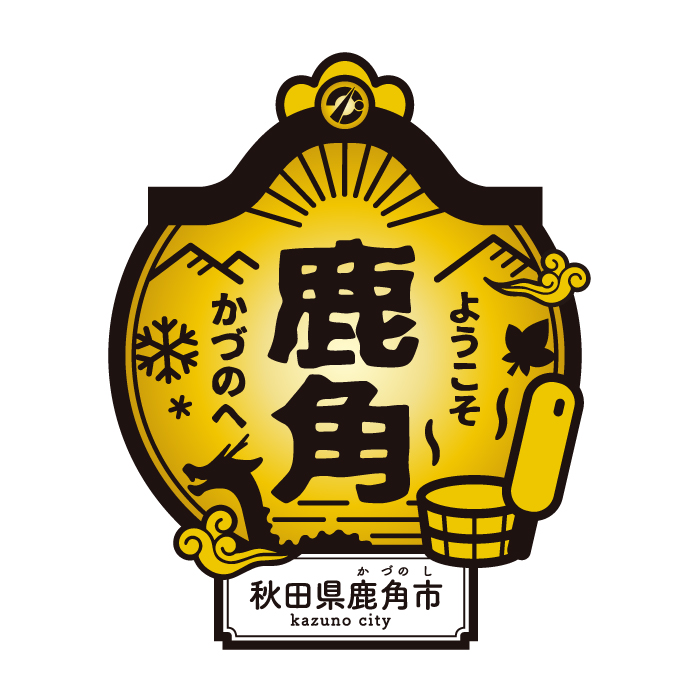 ようこそ
鹿角
かづのへ
かづのし
秋田県鹿角市
kazuno city